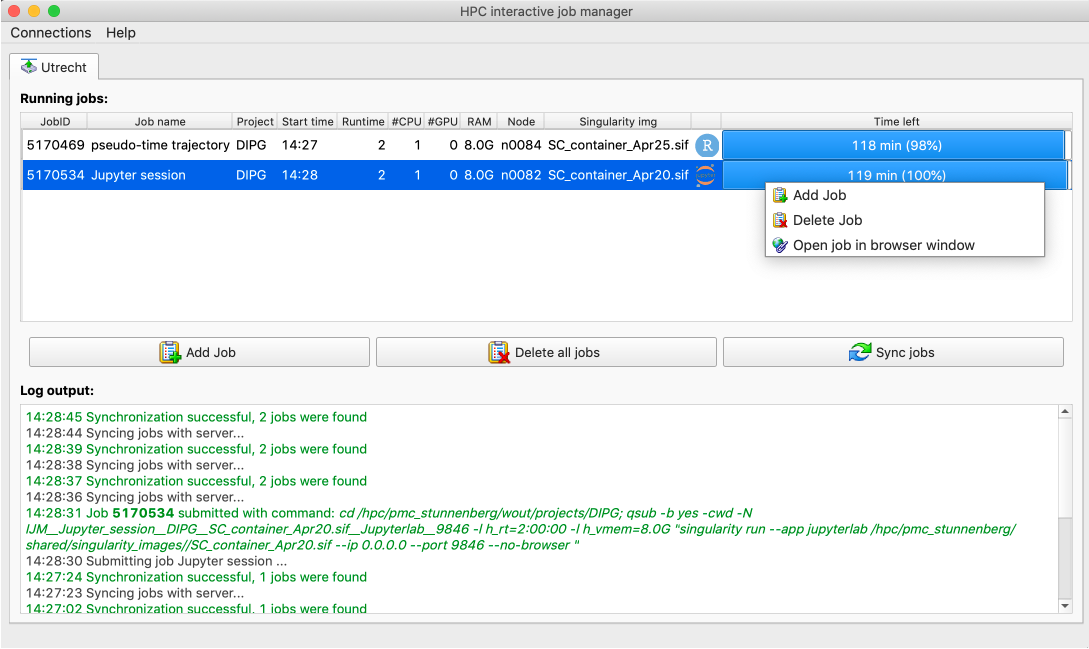 HPC interactive job manager
Connections Help
Utrecht
Running jobs:
JobID Job name Project Start time Runtime #CPU #GPU RAM Node Singularity img Time left
5170469 pseudo-time trajectory DIPG 14:27 2 1 0 8.0G n0084 SC_container_Apr25.sif R 118 min (98%)
5170534 Jupyter session DIPG 14:28 2 1 0 8.0G n0082 SC_container_Apr20.sif 119 min (100%)
Add Job
Delete Job
Open job in browser window
Add Job Delete all jobs Sync jobs
Log output:
14:28:45 Synchronization successful, 2 jobs were found
14:28:44 Syncing jobs with server...
14:28:39 Synchronization successful, 2 jobs were found
14:28:38 Syncing jobs with server...
14:28:37 Synchronization successful, 2 jobs were found
14:28:36 Syncing jobs with server...
14:28:31 Job 5170534 submitted with command: cd /hpc/pmc_stunnenberg/wout/projects/DIPG; qsub -b yes -cwd -N
IJM__Jupyter_session__DIPG__SC_container_Apr20.sif__Jupyterlab__9846 -l h_rt=2:00:00 -l h_vmem=8.0G "singularity run --app jupyterlab /hpc/pmc_stunnenberg/
shared/singularity_images//SC_container_Apr20.sif --ip 0.0.0.0 --port 9846 --no-browser "
14:28:30 Submitting job Jupyter session ...
14:27:24 Synchronization successful, 1 jobs were found
14:27:23 Syncing jobs with server...
14:27:02 Synchronization successful, 1 jobs were found